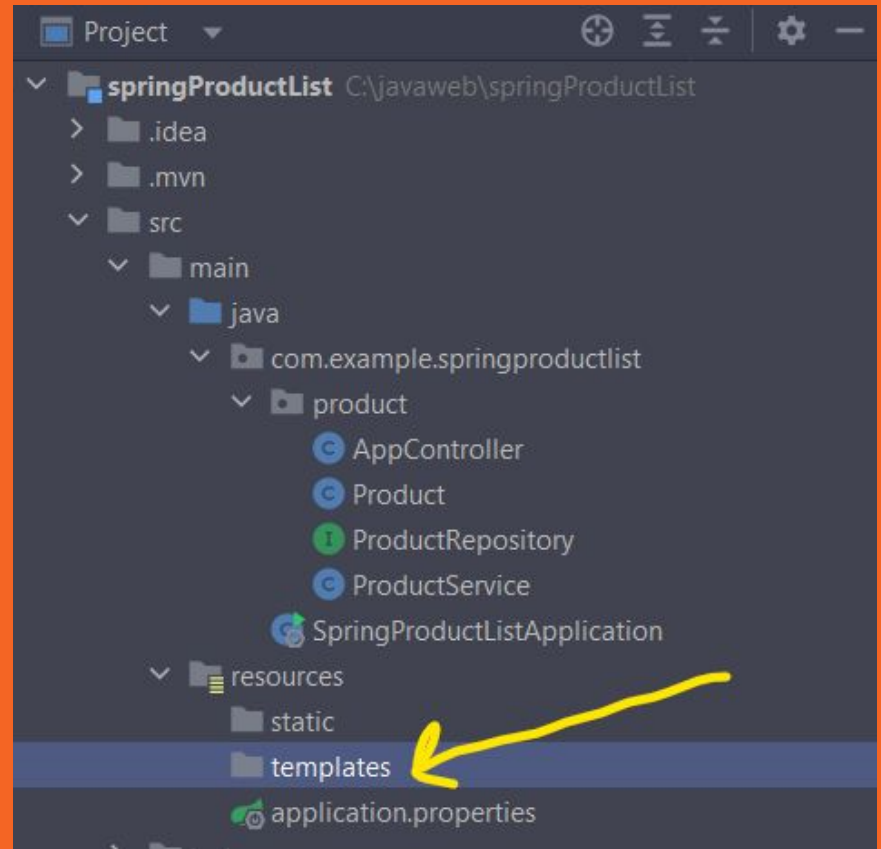 Project
springProductList C:\javaweb\springProductList
.idea
.mvn
src
main
java
com.example.springproductlist
product
AppController
C Product
I ProductRepository
C ProductService
SpringProductListApplication
resources
static
templates
application.properties